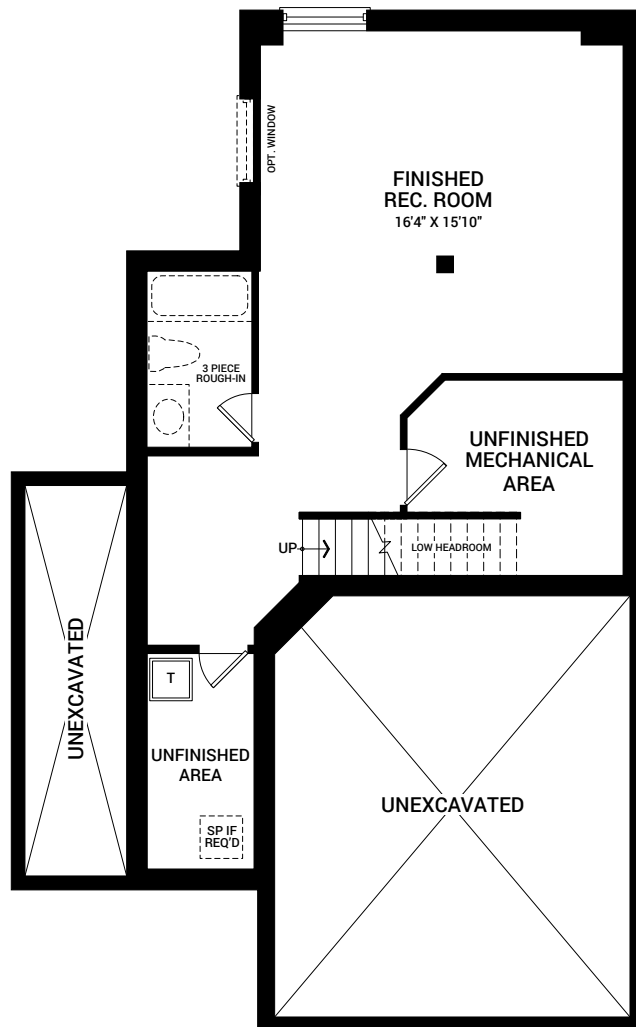 OPT. WINDOW
FINISHED
REC. ROOM
16'4" X 15'10"
3 PIECE
ROUGH-IN
UNFINISHED
MECHANICAL
AREA
UP
LOW HEADROOM
UNEXCAVATED
T
UNFINISHED
AREA
SP IF
REQ'D
UNEXCAVATED